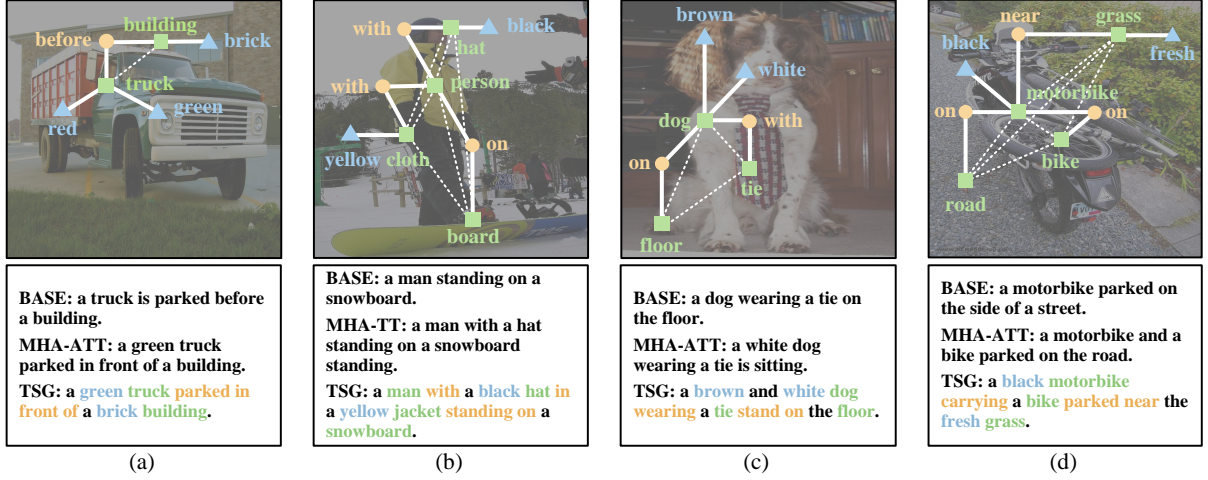 building
before
brick
truck
red
green
with
black
hat
person
with
on
yellow
cloth
board
brown
white
dog
with
on
tie
floor
near
grass
black
fresh
motorbike
on
on
bike
road
BASE: a truck is parked before
a building.
MHA-ATT: a green truck
parked in front of a building.
TSG: a green truck parked in
front of a brick building.
BASE: a man standing on a
snowboard.
MHA-TT: a man with a hat
standing on a snowboard
standing.
TSG: a man with a black hat in
a yellow jacket standing on a
snowboard.
BASE: a dog wearing a tie on
the floor.
MHA-ATT: a white dog
wearing a tie is sitting.
TSG: a brown and white dog
wearing a tie stand on the floor.
BASE: a motorbike parked on
the side of a street.
MHA-ATT: a motorbike and a
bike parked on the road.
TSG: a black motorbike
carrying a bike parked near the
fresh grass.
(a)
(b)
(c)
(d)